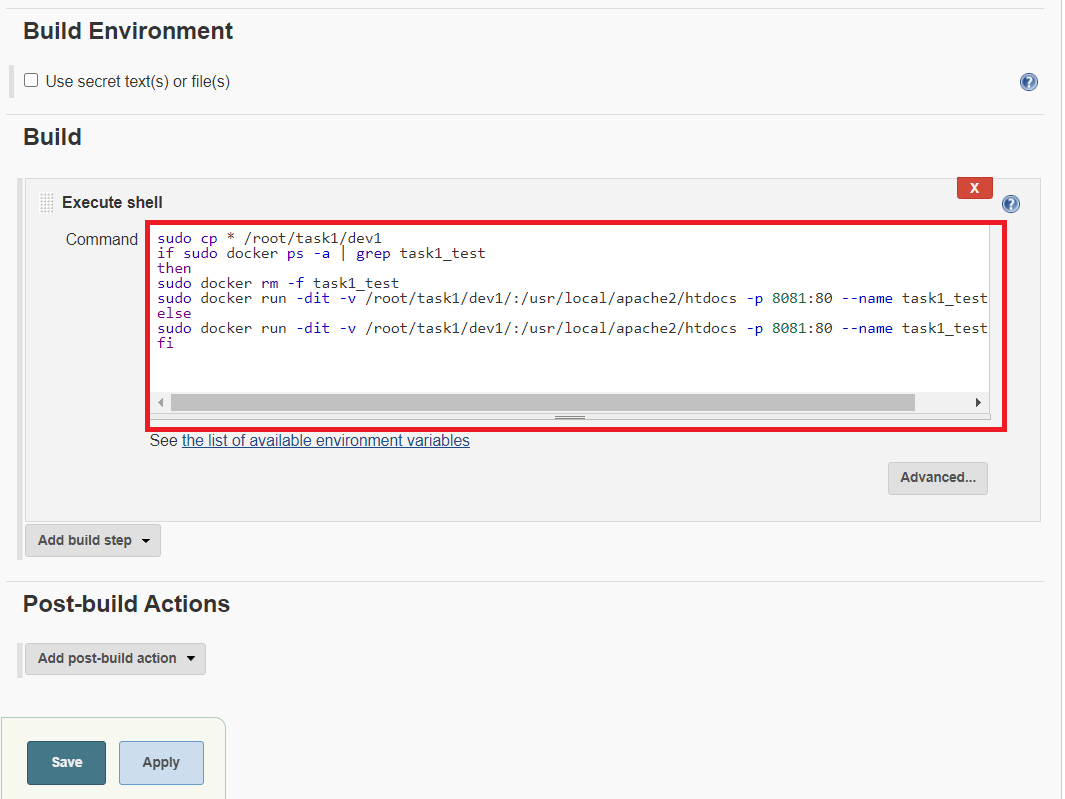 Build Environment
Use secret text(s) or file(s)
?
Build
X
Execute shell
?
Command
sudo cp * /root/task1/dev1
if sudo docker ps -a | grep task1_test
then
sudo docker rm -f task1_test
sudo docker run -dit -v /root/task1/dev1/:/usr/local/apache2/htdocs -p 8081:80 --name task1_test
else
sudo docker run -dit -v /root/task1/dev1/:/usr/local/apache2/htdocs -p 8081:80 --name task1_test
fi
See the list of available environment variables
Advanced...
Add build step
Post-build Actions
Add post-build action
Save Apply